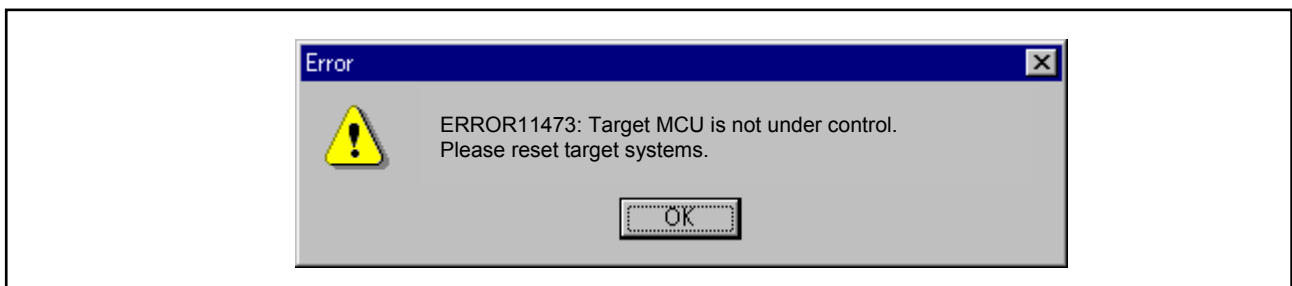 Error
ERROR11473: Target MCU is not under control.
Please reset target systems.
OK